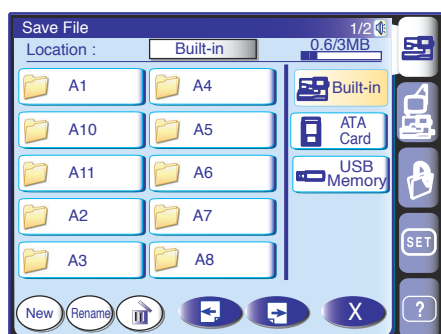 Save File 1/2
Location : Built-in 0.6/3MB
A1 A4 Built-in
A10 A5 ATA
Card
A11 A6 USB
Memory
A2 A7
A3 A8
SET
New Rename X ?